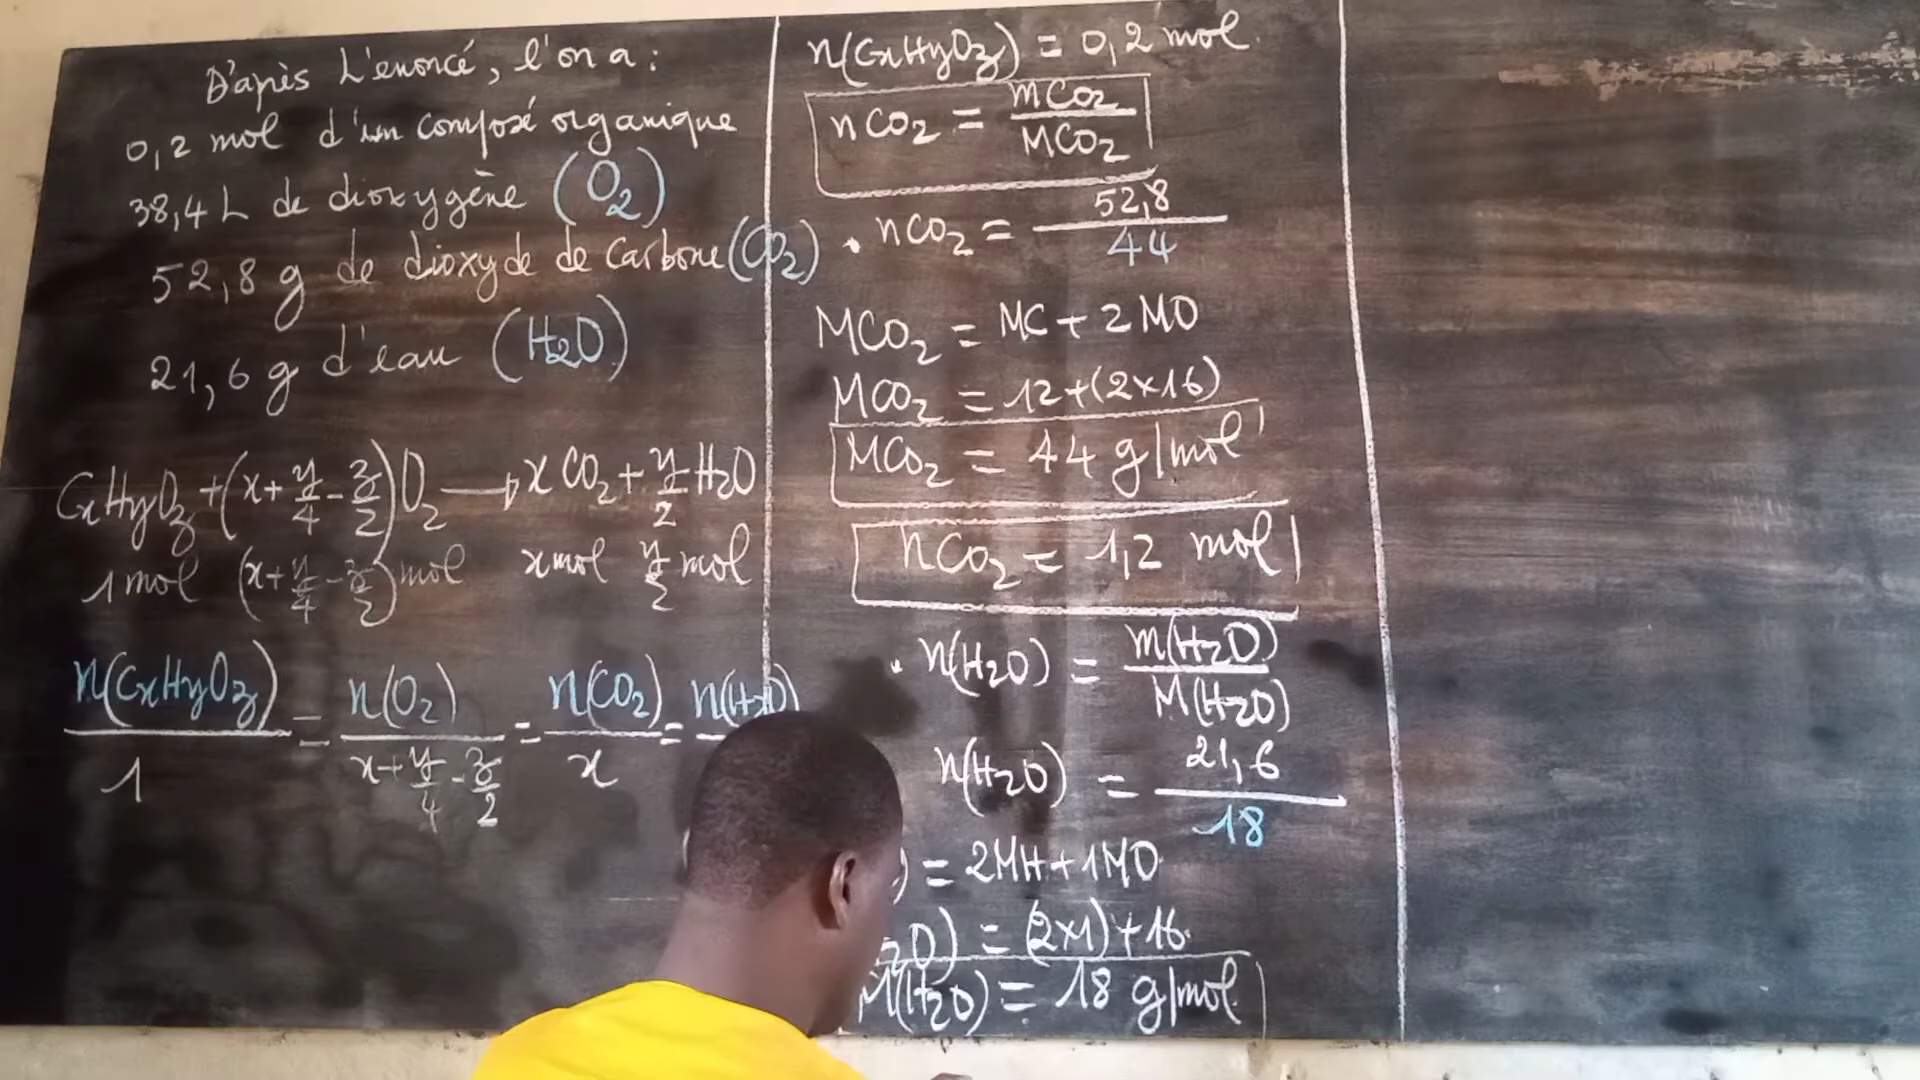 D'après L'enoncé, l'on a :
0,2 mol d'un composé organique
38,4 L de dioxygène (O₂)
52,8 g de dioxyde de carbone (CO₂)
21,6 g d'eau (H₂O)
CxHyOz + (x + y/4 - z/2) O₂ → x CO₂ + y/2 H₂O
1 mol (x + y/4 - z/2) mol x mol y/2 mol
n(CxHyOz)/1 = n(O₂)/(x + y/4 - z/2) = n(CO₂)/x = n(H₂O)
n(CxHyOz) = 0,2 mol.
nCO₂ = mCO₂/MCO₂
. nCO₂ = 52,8/44
MCO₂ = MC + 2MO
MCO₂ = 12 + (2×16)
MCO₂ = 44 g/mol
nCO₂ = 1,2 mol
. n(H₂O) = m(H₂O)/M(H₂O)
n(H₂O) = 21,6/18
) = 2MH + 1MO
₂O) = (2×1) + 16.
M(H₂O) = 18 g/mol.